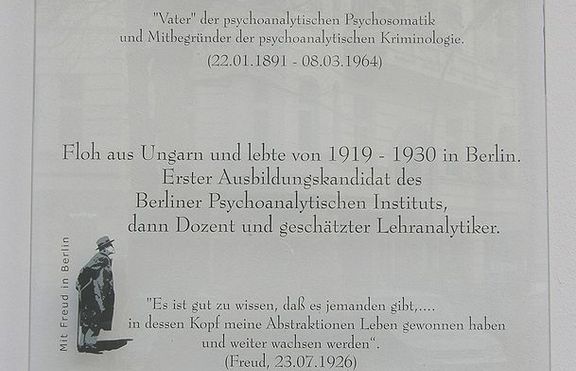 "Vater" der psychoanalytischen Psychosomatik
und Mitbegründer der psychoanalytischen Kriminologie.
(22.01.1891 - 08.03.1964)
Floh aus Ungarn und lebte von 1919 - 1930 in Berlin.
Erster Ausbildungskandidat des
Berliner Psychoanalytischen Instituts,
dann Dozent und geschätzter Lehranalytiker.
Mit Freud in Berlin
"Es ist gut zu wissen, daß es jemanden gibt,....
in dessen Kopf meine Abstraktionen Leben gewonnen haben
und weiter wachsen werden“.
(Freud, 23.07.1926)